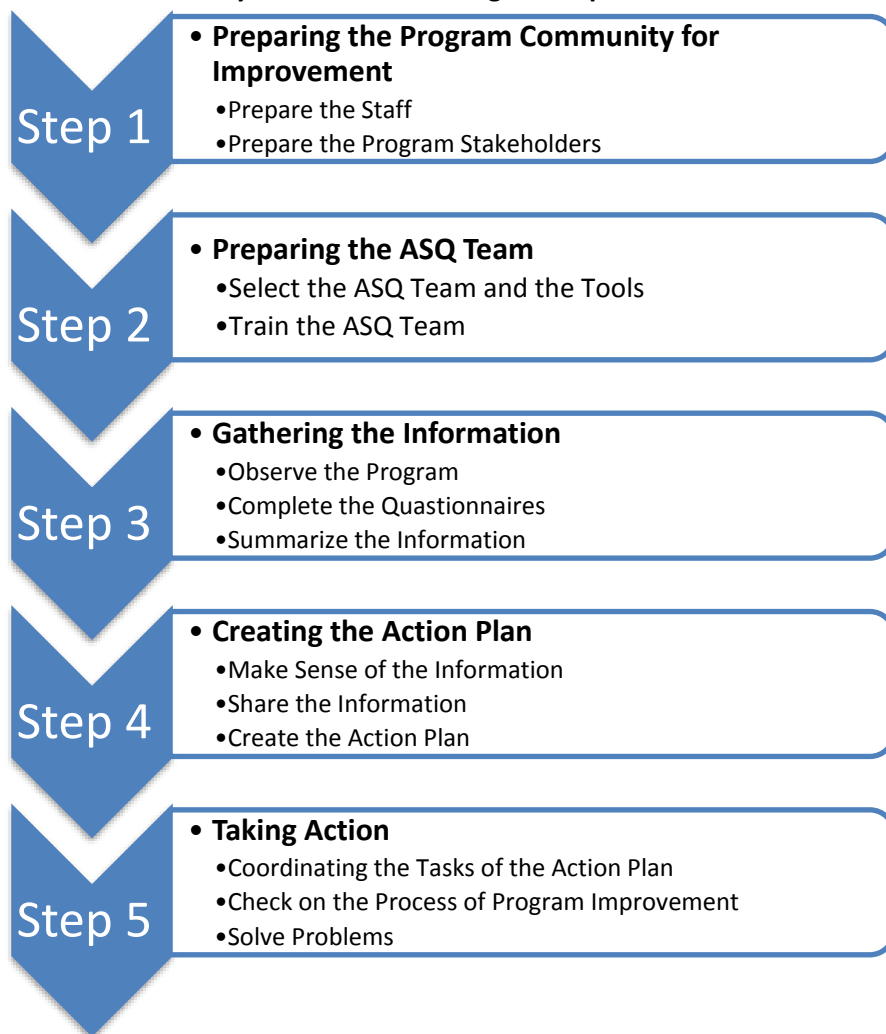 • Preparing the Program Community for
Improvement
•Prepare the Staff
•Prepare the Program Stakeholders
Step 1
• Preparing the ASQ Team
•Select the ASQ Team and the Tools
•Train the ASQ Team
Step 2
• Gathering the Information
•Observe the Program
•Complete the Quastionnaires
•Summarize the Information
Step 3
• Creating the Action Plan
•Make Sense of the Information
•Share the Information
•Create the Action Plan
Step 4
• Taking Action
•Coordinating the Tasks of the Action Plan
•Check on the Process of Program Improvement
•Solve Problems
Step 5